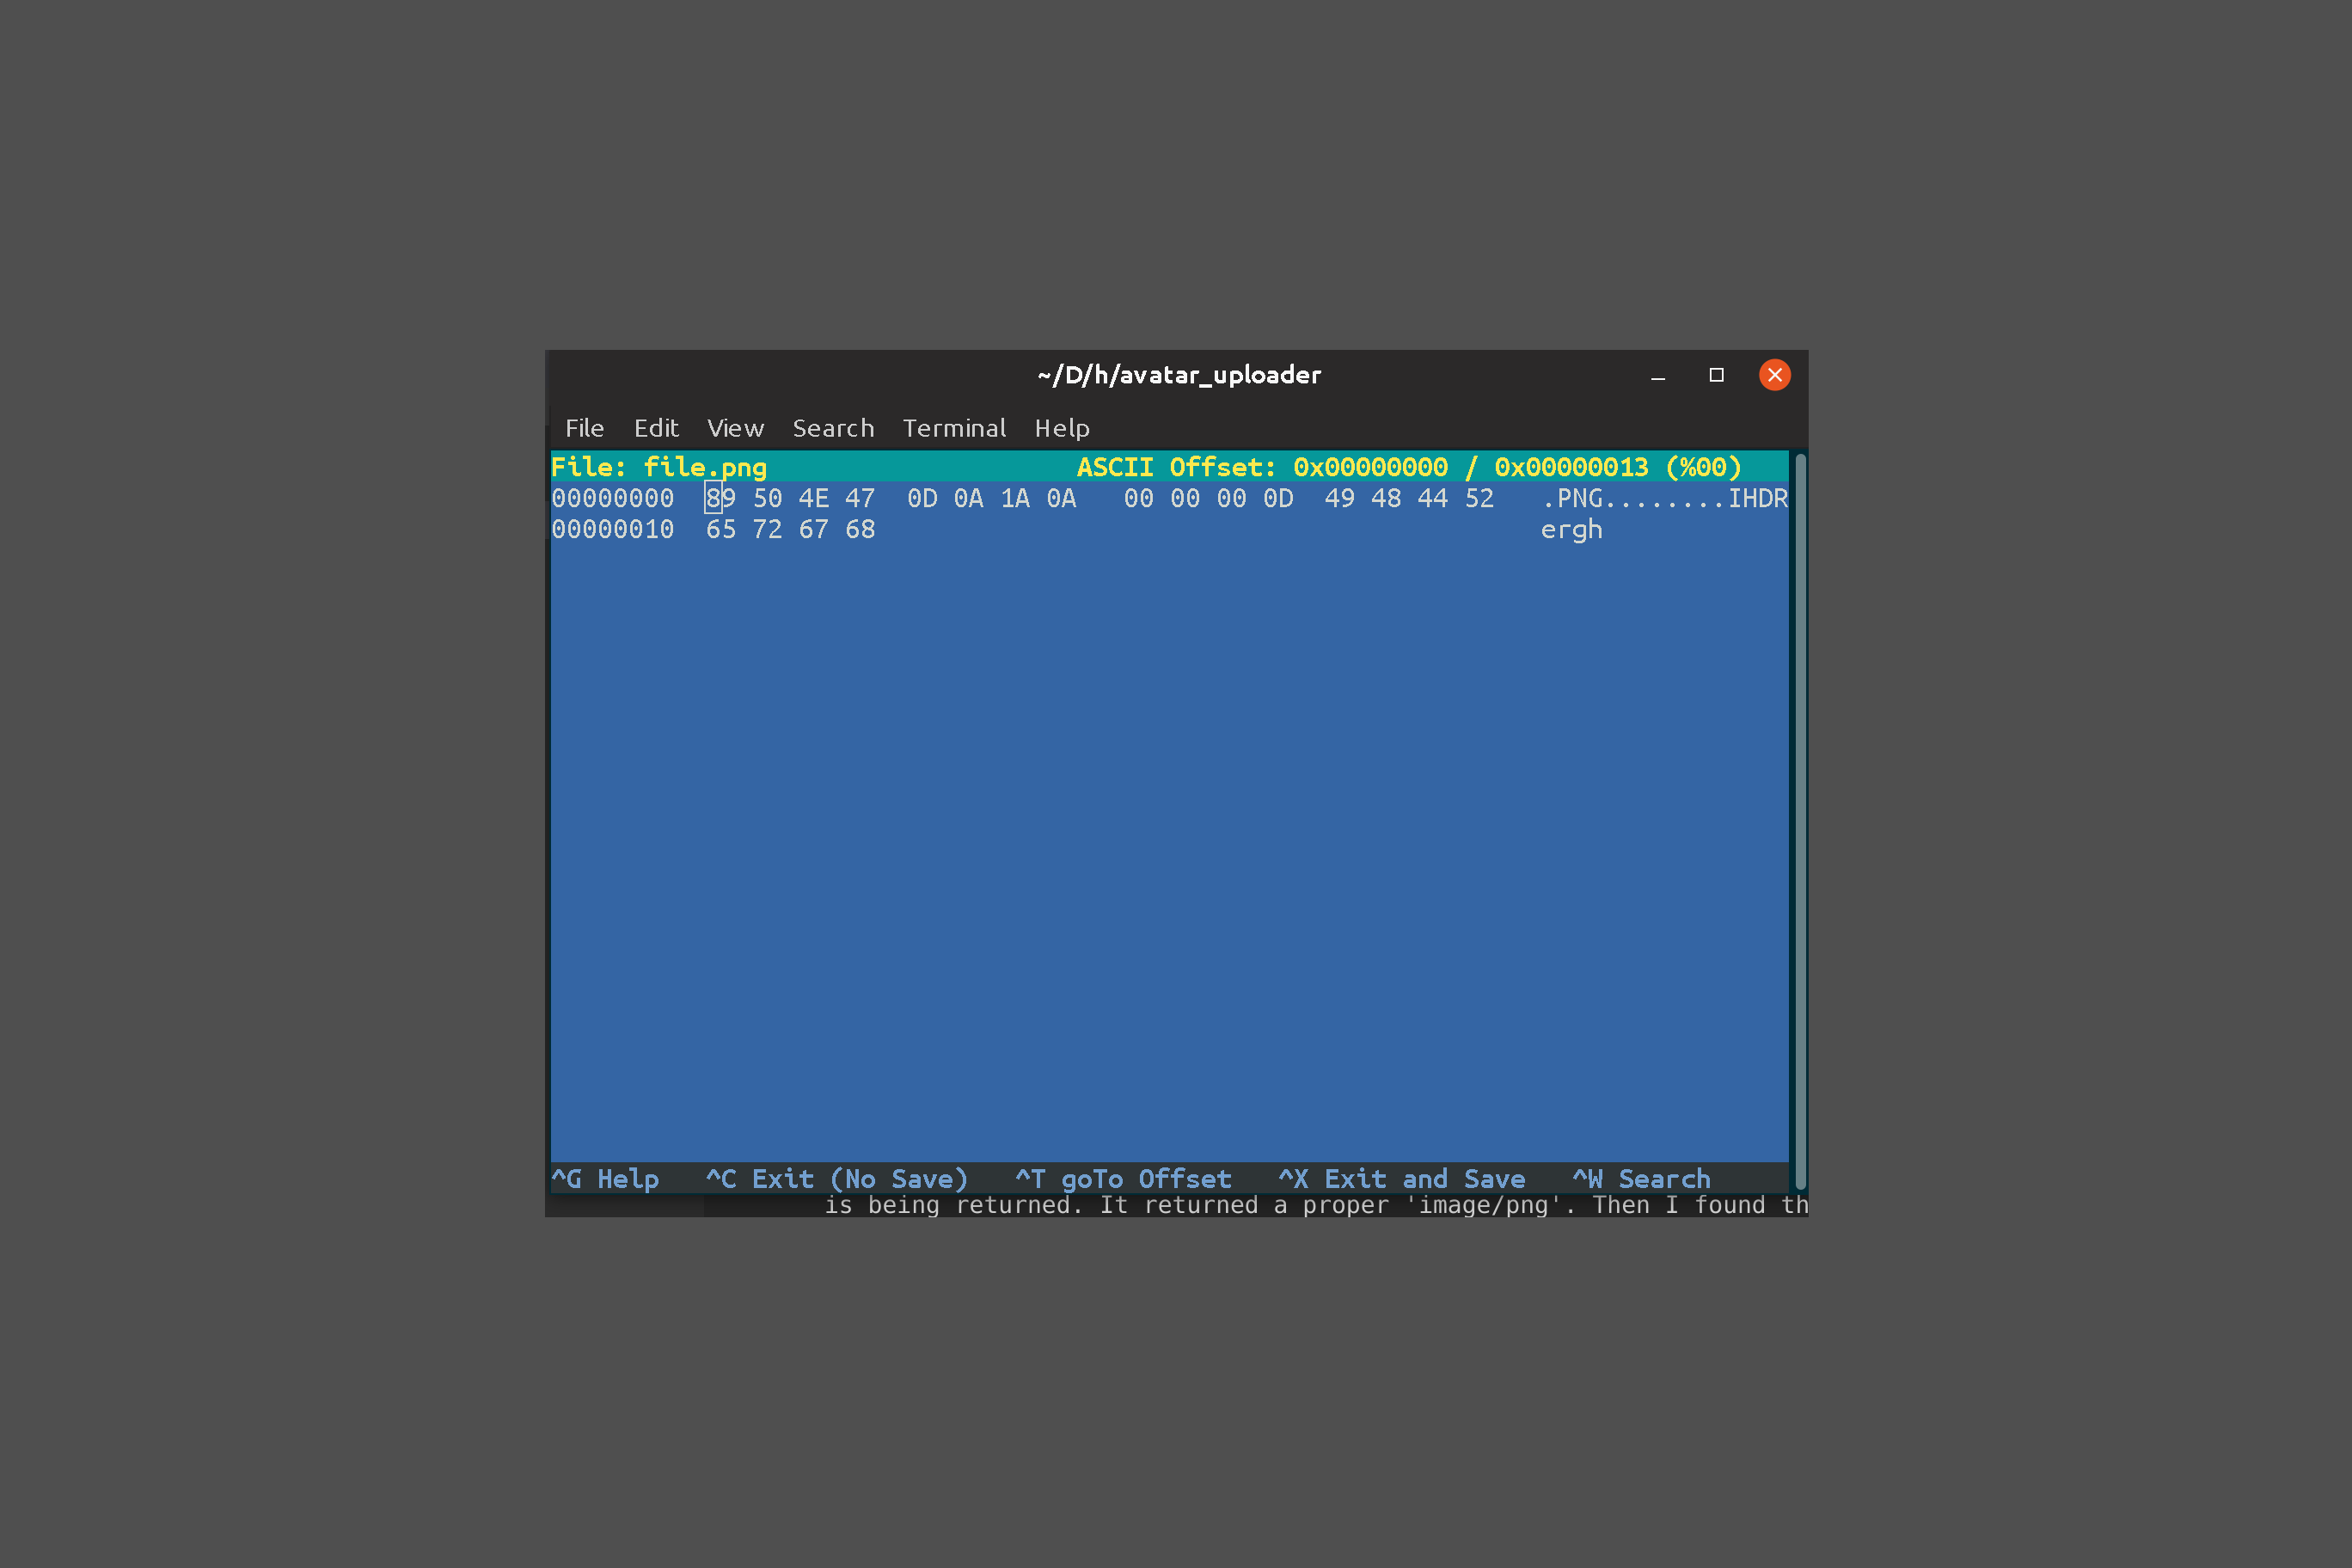 ~/D/h/avatar_uploader
File Edit View Search Terminal Help
File: file.png ASCII Offset: 0x00000000 / 0x00000013 (%00)
00000000 89 50 4E 47 0D 0A 1A 0A 00 00 00 0D 49 48 44 52 .PNG........IHDR
00000010 65 72 67 68 ergh
^G Help ^C Exit (No Save) ^T goTo Offset ^X Exit and Save ^W Search
is being returned. It returned a proper 'image/png'. Then I found th